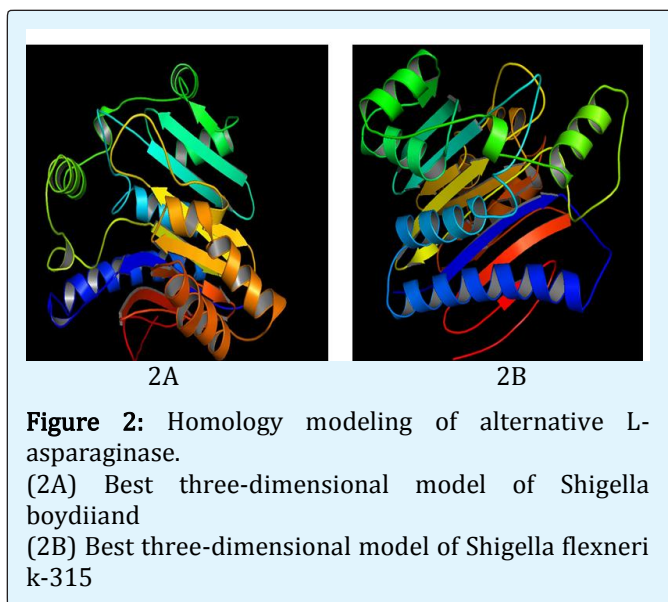 2A 2B
Figure 2: Homology modeling of alternative L-
asparaginase.
(2A) Best three-dimensional model of Shigella
boydiiand
(2B) Best three-dimensional model of Shigella flexneri
k-315